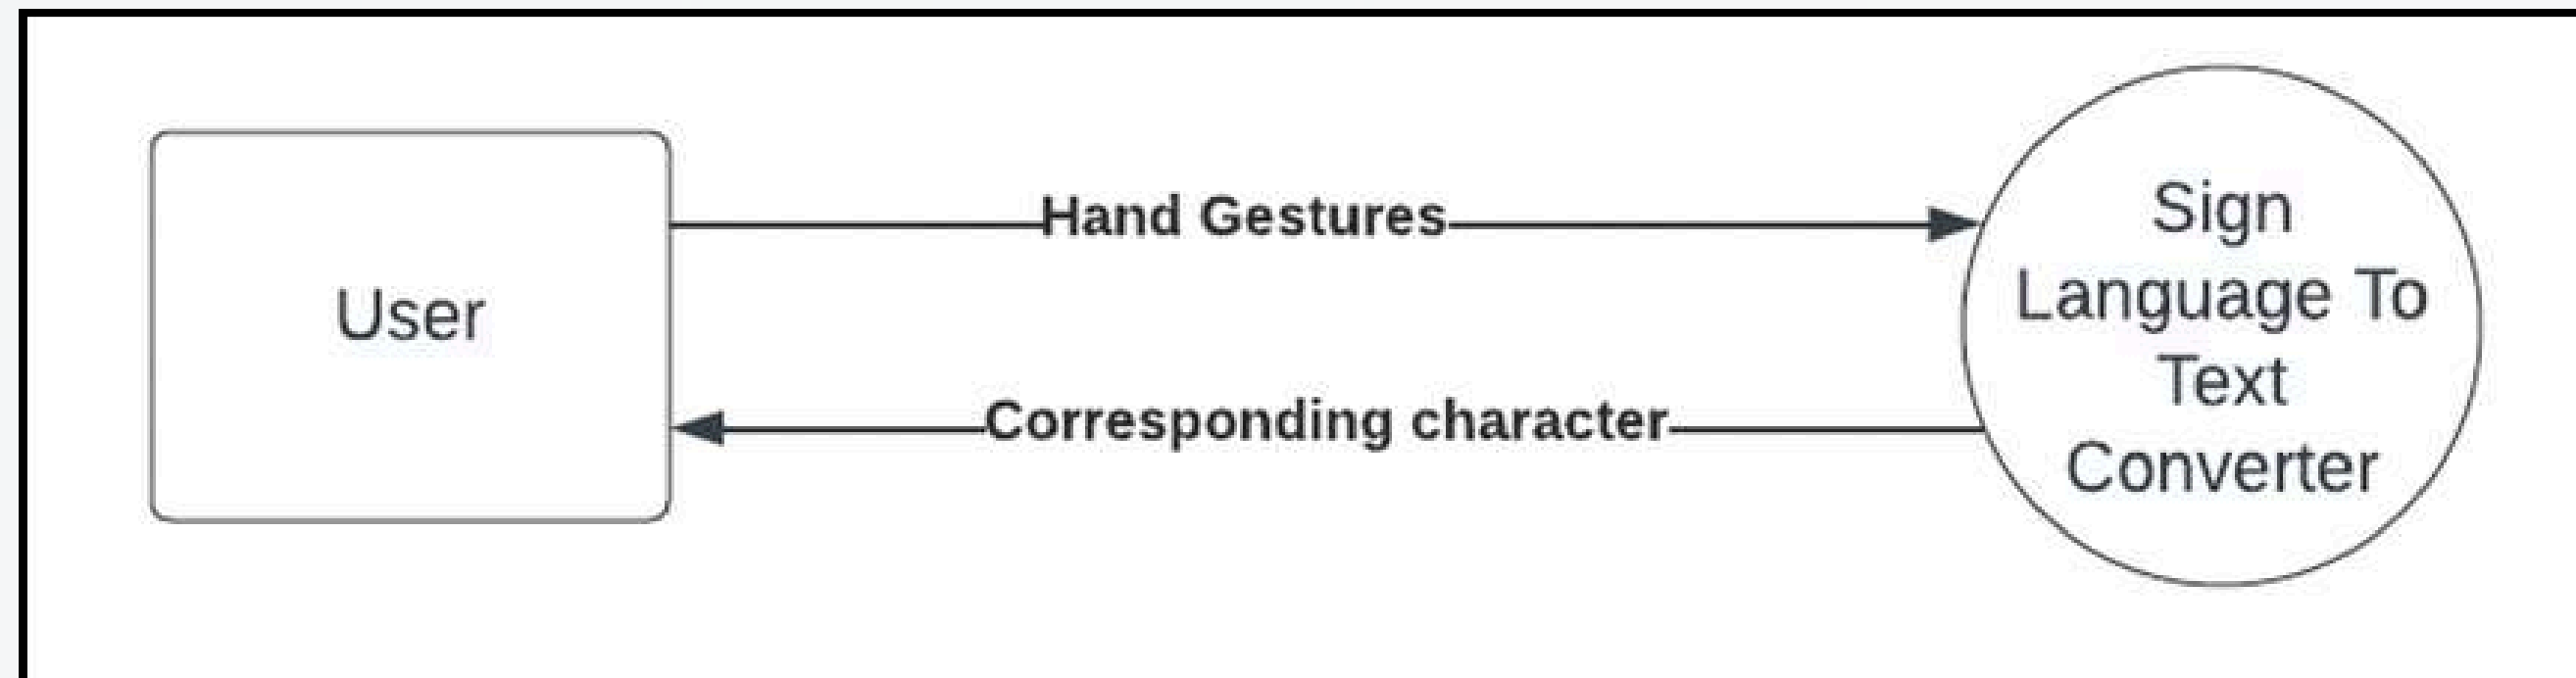 User
Hand Gestures
Corresponding character
Sign
Language To
Text
Converter